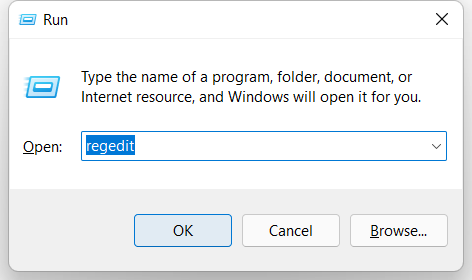 Run
Type the name of a program, folder, document, or
Internet resource, and Windows will open it for you.
Open: regedit
OK Cancel Browse...